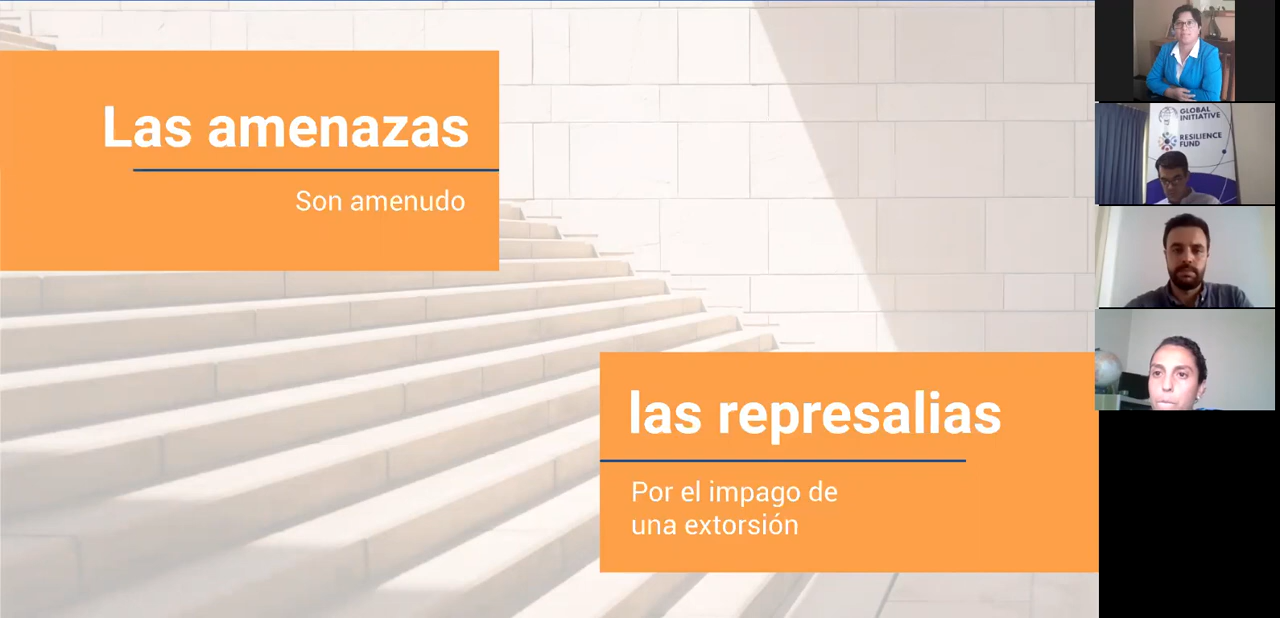 Las amenazas
Son amenudo
las represalias
Por el impago de
una extorsión
GLOBAL
INITIATIVE
RESILIENCE
FUND